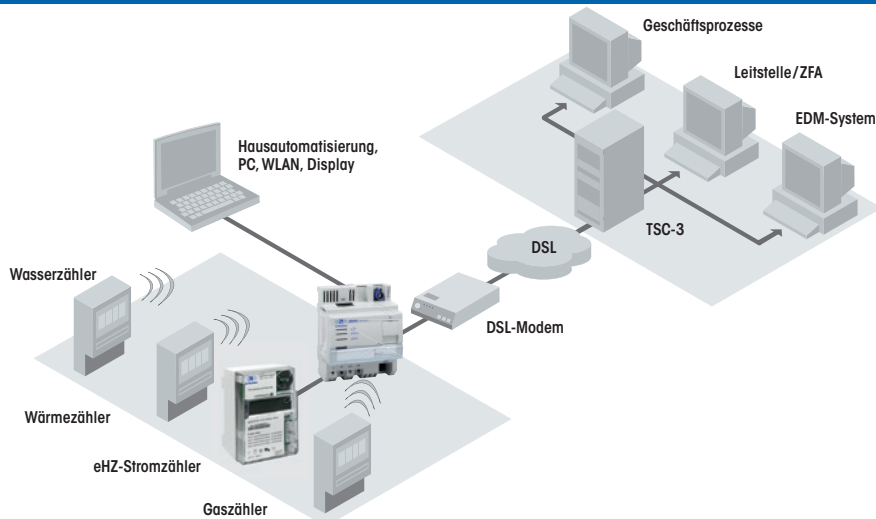 Geschäftsprozesse
Leitstelle/ZFA
EDM-System
Hausautomatisierung,
PC, WLAN, Display
TSC-3
DSL
DSL-Modem
Wasserzähler
Wärmezähler
eHZ-Stromzähler
Gaszähler